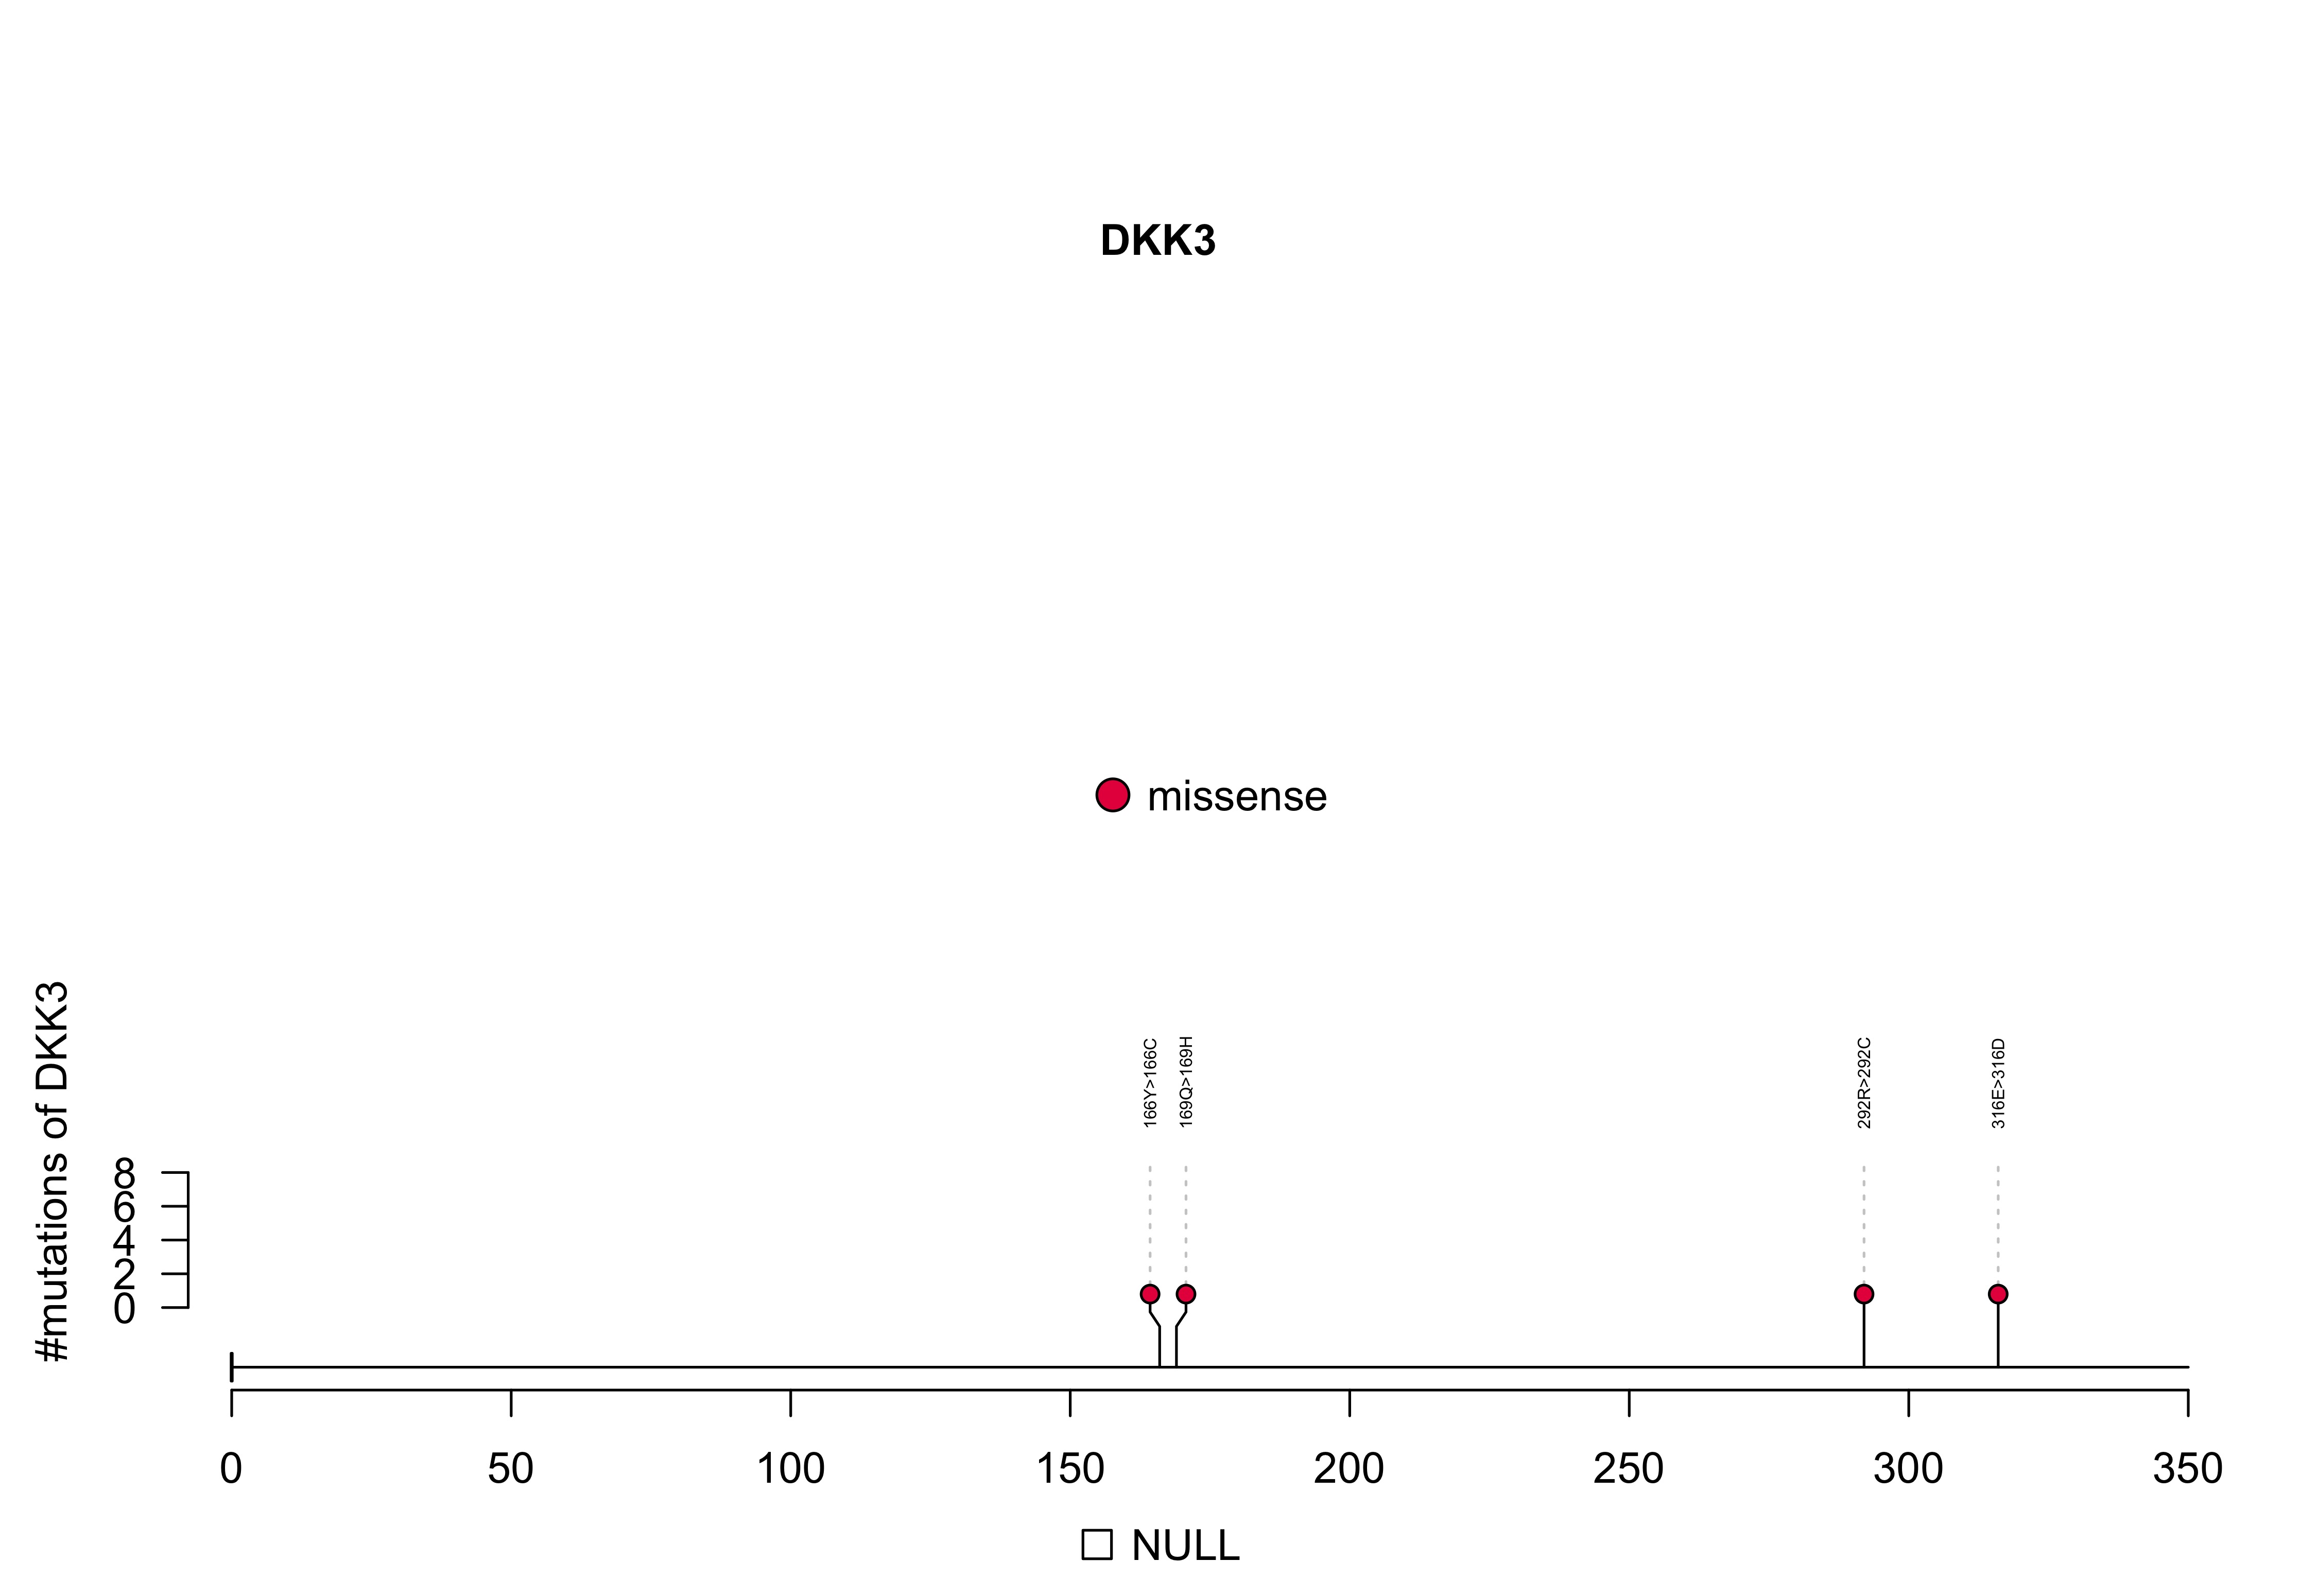 DKK3
missense
#mutations of DKK3
166Y>166C
169Q>169H
292R>292C
316E>316D
8
6
4
2
0
0 50 100 150 200 250 300 350
NULL